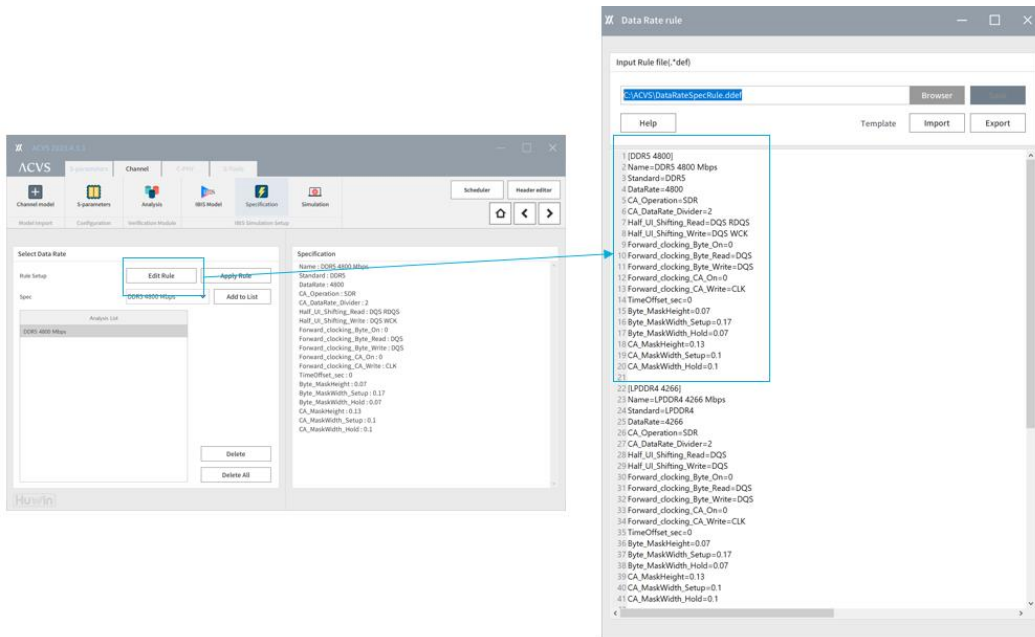 Data Rate rule
Input Rule file(.*def)
C:\ACVS\DataRateSpecRule.ddef
Browser
Help
Template
Import
Export
1 [DDR5 4800]
2 Name=DDR5 4800 Mbps
3 Standard=DDR5
4 DataRate=4800
5 CA_Operation=SDR
6 CA_DataRate_Divider=2
7 Half_UI_Shifting_Read=DQS RDQS
8 Half_UI_Shifting_Write=DQS WCK
9 Forward_clocking_Byte_On=0
10 Forward_clocking_Byte_Read=DQS
11 Forward_clocking_Byte_Write=DQS
12 Forward_clocking_CA_On=0
13 Forward_clocking_CA_Write=CLK
14 TimeOffset_sec=0
15 Byte_MaskHeight=0.07
16 Byte_MaskWidth_Setup=0.17
17 Byte_MaskWidth_Hold=0.07
18 CA_MaskHeight=0.13
19 CA_MaskWidth_Setup=0.1
20 CA_MaskWidth_Hold=0.1
21
22 [LPDDR4 4266]
23 Name=LPDDR4 4266 Mbps
24 Standard=LPDDR4
25 DataRate=4266
26 CA_Operation=SDR
27 CA_DataRate_Divider=2
28 Half_UI_Shifting_Read=DQS
29 Half_UI_Shifting_Write=DQS
30 Forward_clocking_Byte_On=0
31 Forward_clocking_Byte_Read=DQS
32 Forward_clocking_Byte_Write=DQS
33 Forward_clocking_CA_On=0
34 Forward_clocking_CA_Write=CLK
35 TimeOffset_sec=0
36 Byte_MaskHeight=0.07
37 Byte_MaskWidth_Setup=0.17
38 Byte_MaskWidth_Hold=0.07
39 CA_MaskHeight=0.13
40 CA_MaskWidth_Setup=0.1
41 CA_MaskWidth_Hold=0.1
ACVS
S-parameters
Channel
Channel model
S-parameters
Analysis
IBIS Model
Specification
Simulation
Scheduler
Header editor
Model Import
Configuration
Verification Module
IBIS Simulation Setup
Select Data Rate
Rule Setup
Edit Rule
Apply Rule
Spec
DDR5 4800 Mbps
Add to List
Analysis List
DDR5 4800 Mbps
Delete
Delete All
Specification
Name : DDR5 4800 Mbps
Standard : DDR5
DataRate : 4800
CA_Operation : SDR
CA_DataRate_Divider : 2
Half_UI_Shifting_Read : DQS RDQS
Half_UI_Shifting_Write : DQS WCK
Forward_clocking_Byte_On : 0
Forward_clocking_Byte_Read : DQS
Forward_clocking_Byte_Write : DQS
Forward_clocking_CA_On : 0
Forward_clocking_CA_Write : CLK
TimeOffset_sec : 0
Byte_MaskHeight : 0.07
Byte_MaskWidth_Setup : 0.17
Byte_MaskWidth_Hold : 0.07
CA_MaskHeight : 0.13
CA_MaskWidth_Setup : 0.1
CA_MaskWidth_Hold : 0.1
Huwin